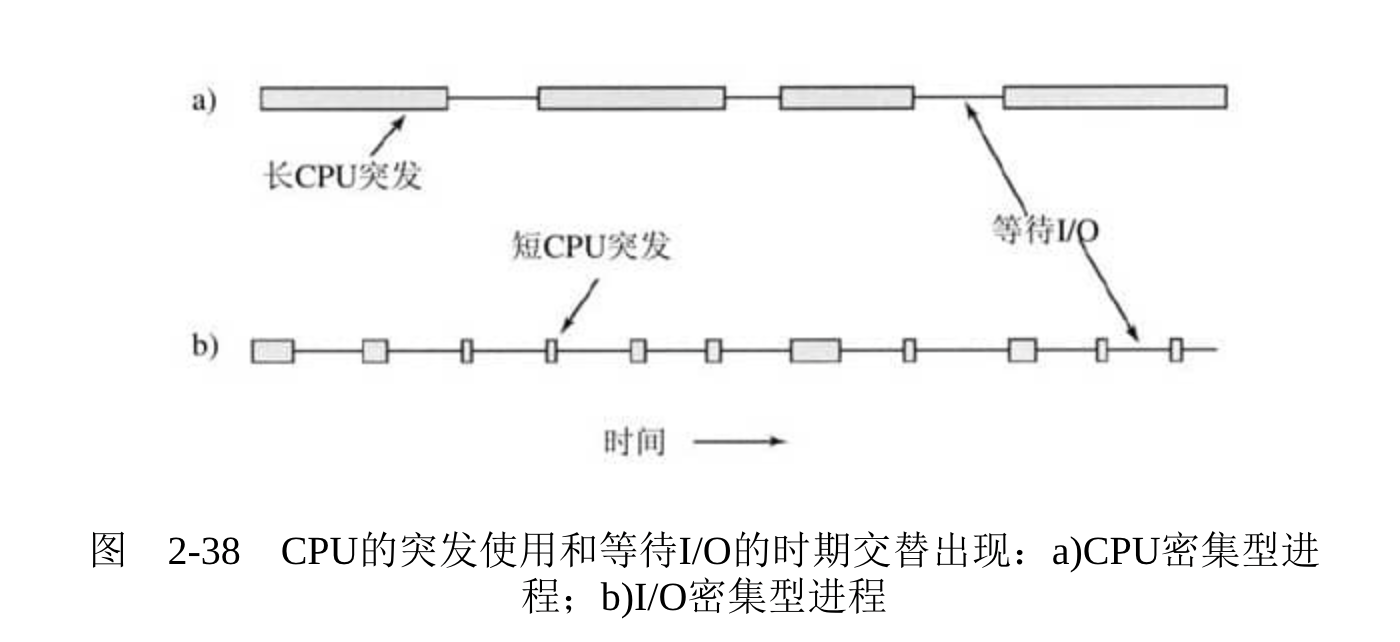 a)
长CPU突发
等待I/O
短CPU突发
b)
时间
图 2-38 CPU的突发使用和等待I/O的时期交替出现：a)CPU密集型进
程；b)I/O密集型进程